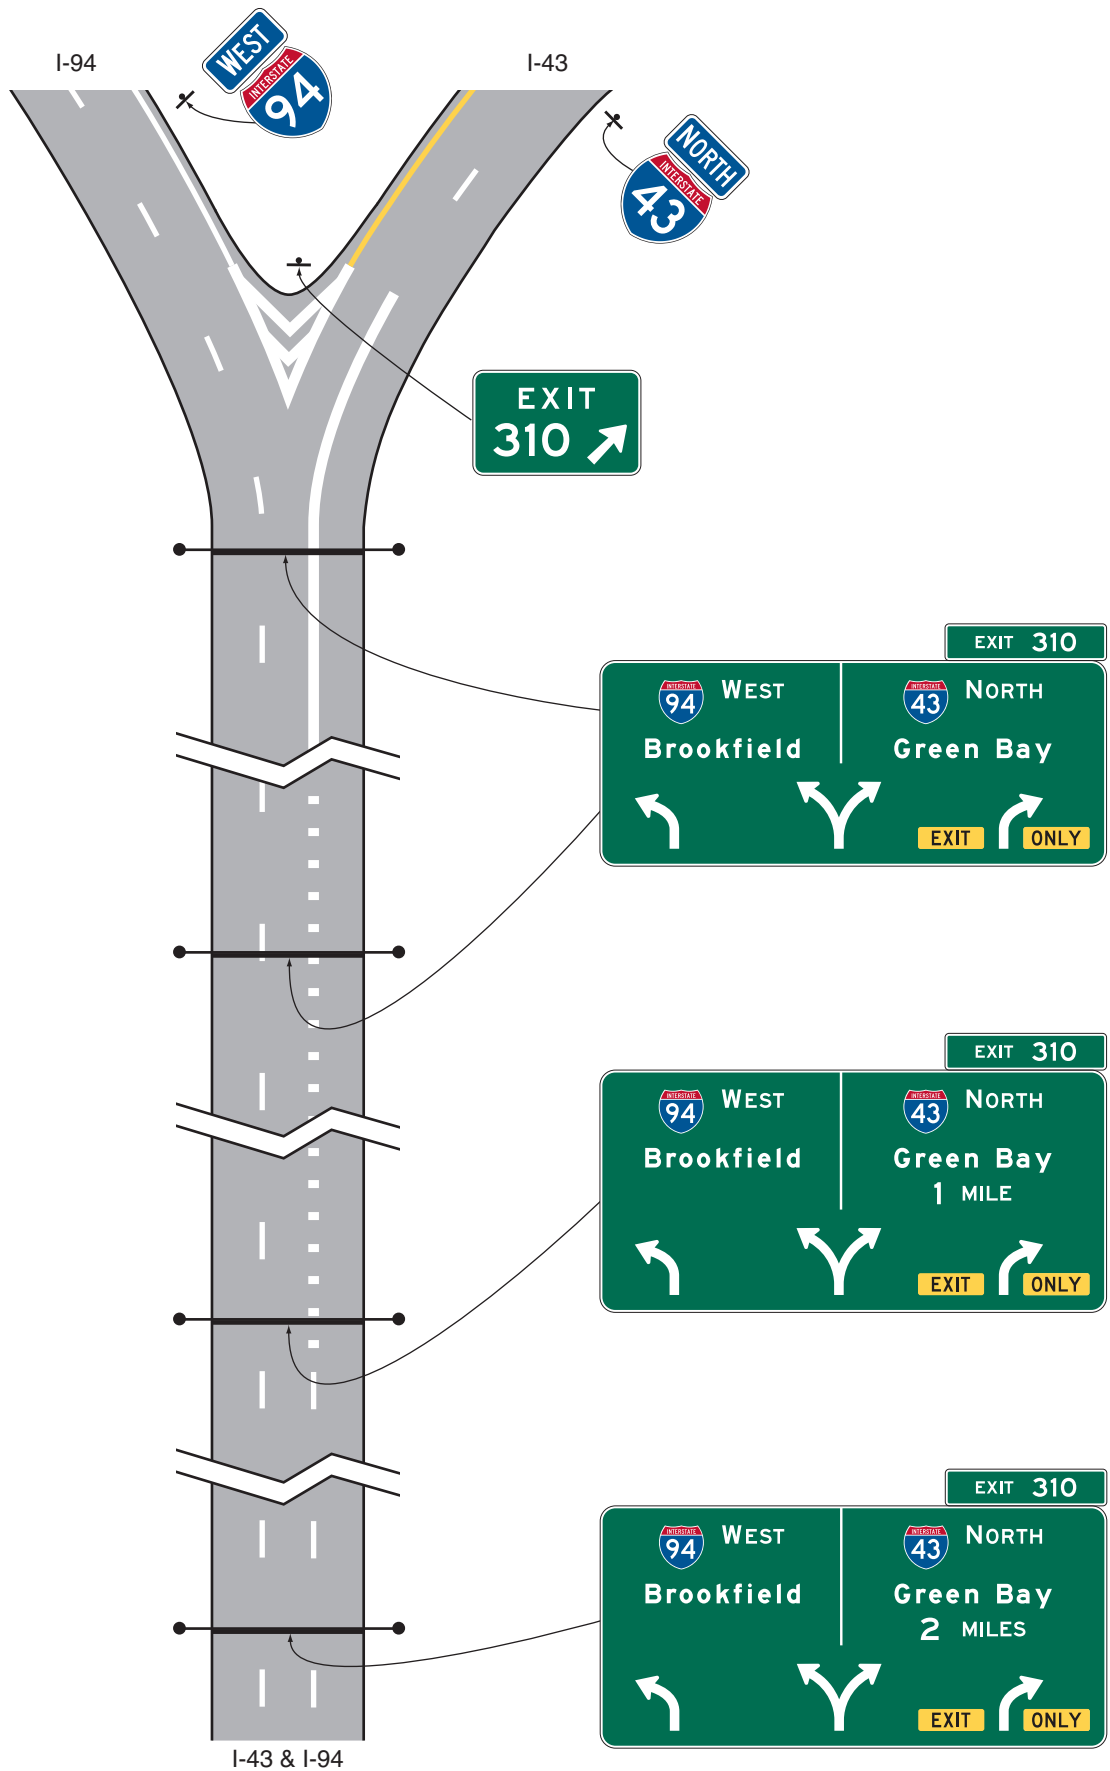 I-94
WEST
INTERSTATE
94
I-43
NORTH
INTERSTATE
43
EXIT
310
EXIT 310
INTERSTATE
94
WEST
Brookfield
INTERSTATE
43
NORTH
Green Bay
EXIT ONLY
EXIT 310
INTERSTATE
94
WEST
Brookfield
INTERSTATE
43
NORTH
Green Bay
1 MILE
EXIT ONLY
EXIT 310
INTERSTATE
94
WEST
Brookfield
INTERSTATE
43
NORTH
Green Bay
2 MILES
EXIT ONLY
I-43 & I-94